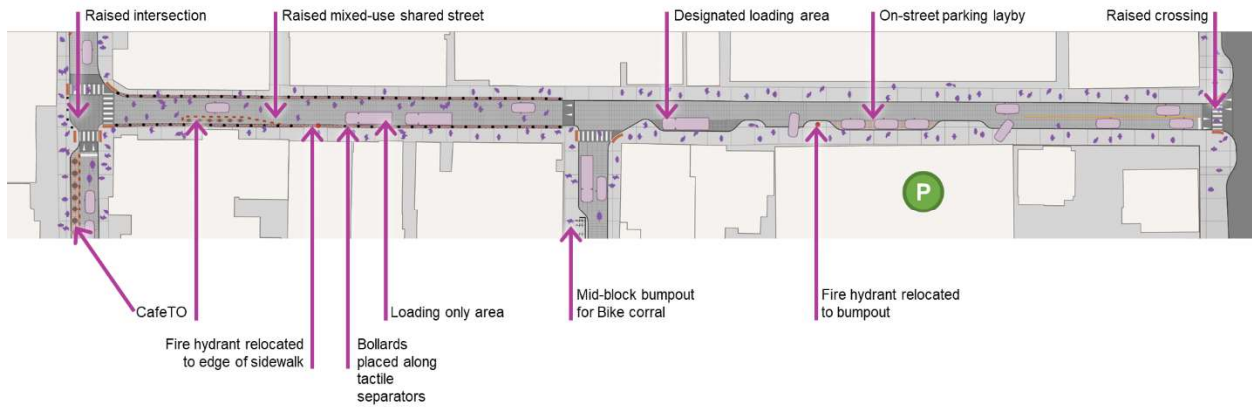 Raised intersection
Raised mixed-use shared street
Designated loading area
On-street parking layby
Raised crossing
P
CafeTO
Loading only area
Mid-block bumpout
for Bike corral
Fire hydrant relocated
to bumpout
Fire hydrant relocated
to edge of sidewalk
Bollards
placed along
tactile
separators